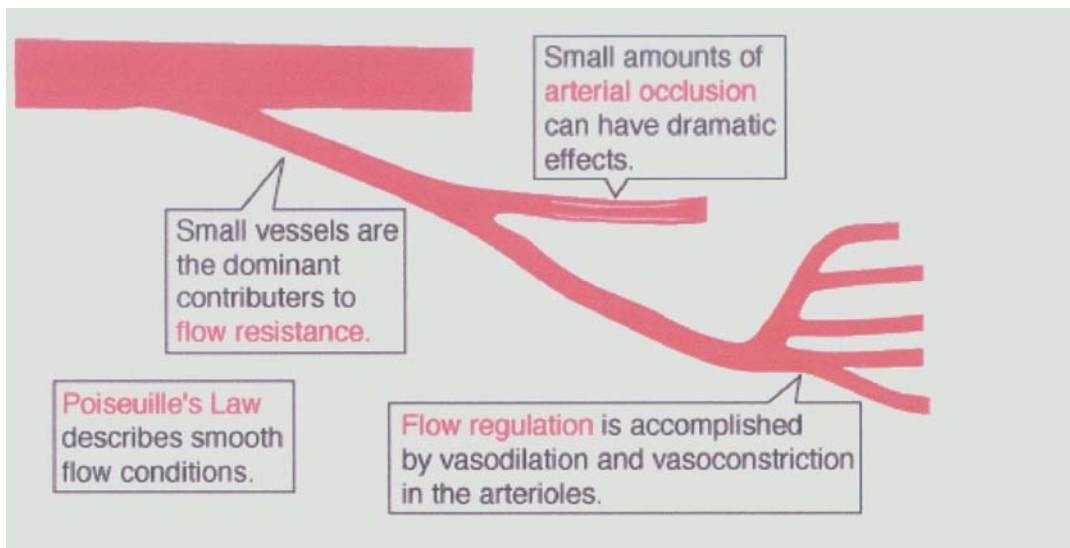 Small amounts of
arterial occlusion
can have dramatic
effects.
Small vessels are
the dominant
contributers to
flow resistance.
Poiseuille's Law
describes smooth
flow conditions.
Flow regulation is accomplished
by vasodilation and vasoconstriction
in the arterioles.